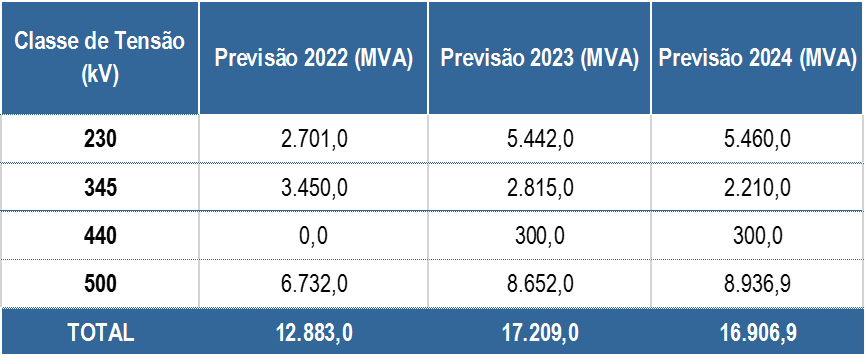 Classe de Tensão (kV) Previsão 2022 (MVA) Previsão 2023 (MVA) Previsão 2024 (MVA)
230 2.701,0 5.442,0 5.460,0
345 3.450,0 2.815,0 2.210,0
440 0,0 300,0 300,0
500 6.732,0 8.652,0 8.936,9
TOTAL 12.883,0 17.209,0 16.906,9